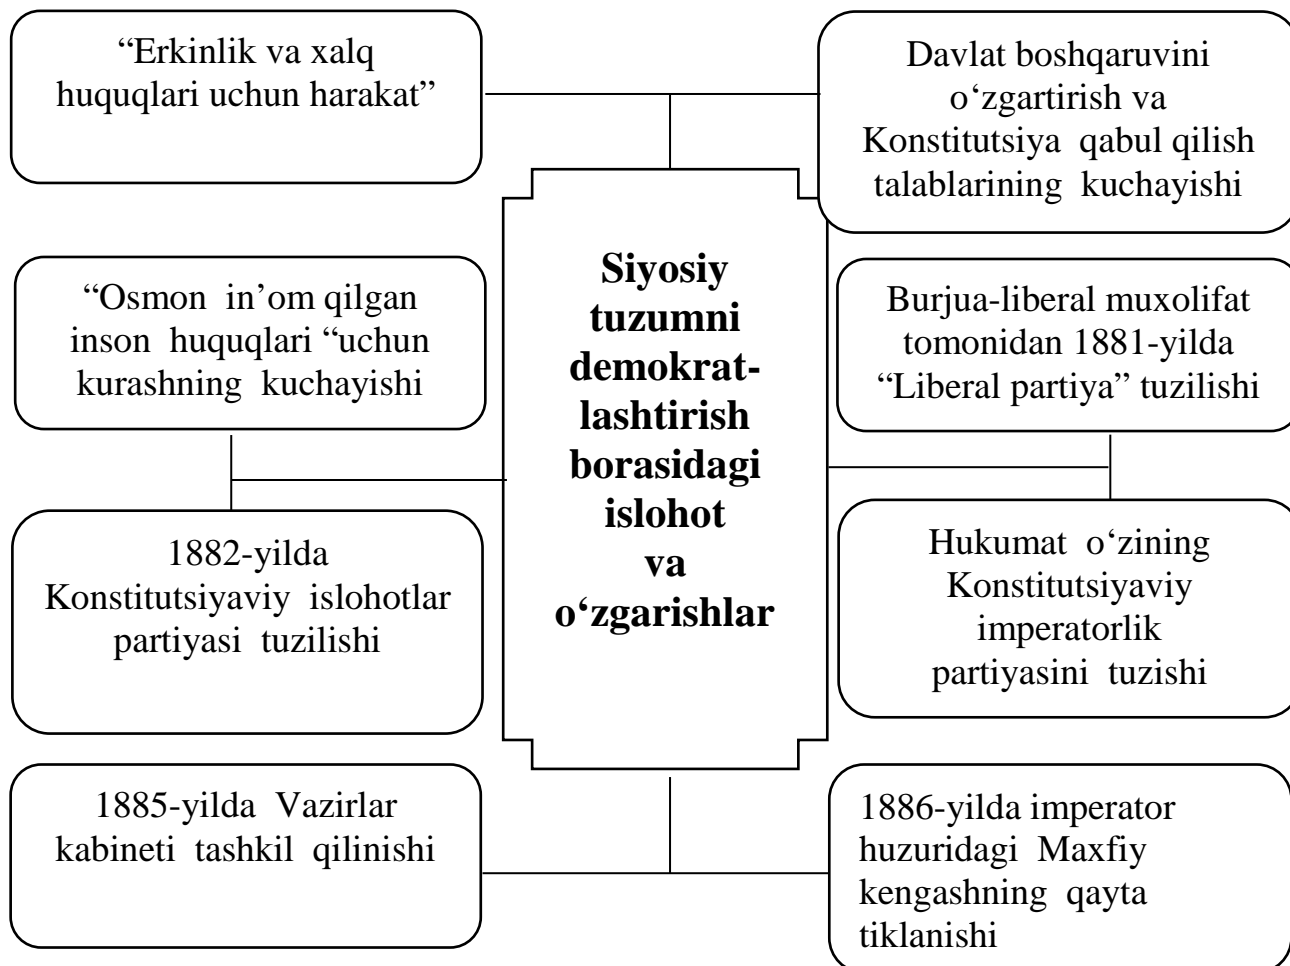 “Erkinlik va xalq
huquqlari uchun harakat”
Davlat boshqaruvini
o‘zgartirish va
Konstitutsiya qabul qilish
talablarining kuchayishi
“Osmon in’om qilgan
inson huquqlari “uchun
kurashning kuchayishi
Siyosiy
tuzumni
demokrat-
lashtirish
borasidagi
islohot
va
o‘zgarishlar
Burjua-liberal muxolifat
tomonidan 1881-yilda
“Liberal partiya” tuzilishi
1882-yilda
Konstitutsiyaviy islohotlar
partiyasi tuzilishi
Hukumat o‘zining
Konstitutsiyaviy
imperatorlik
partiyasini tuzishi
1885-yilda Vazirlar
kabineti tashkil qilinishi
1886-yilda imperator
huzuridagi Maxfiy
kengashning qayta
tiklanishi